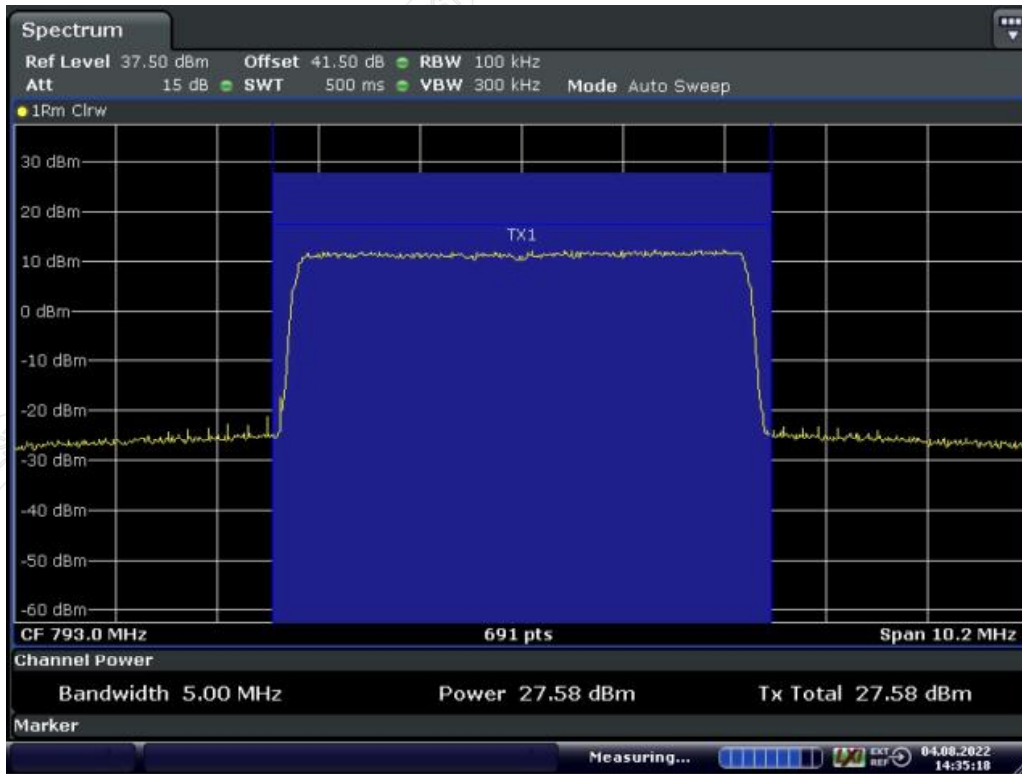 Spectrum
Ref Level 37.50 dBm Offset 41.50 dB RBW 100 kHz
Att 15 dB SWT 500 ms VBW 300 kHz Mode Auto Sweep
1Rm Clrw
30 dBm
20 dBm
TX1
10 dBm
0 dBm
-10 dBm
-20 dBm
-30 dBm
-40 dBm
-50 dBm
-60 dBm
CF 793.0 MHz 691 pts Span 10.2 MHz
Channel Power
Bandwidth 5.00 MHz Power 27.58 dBm Tx Total 27.58 dBm
Marker
Measuring... LXI EXT REF 04.08.2022
14:35:18